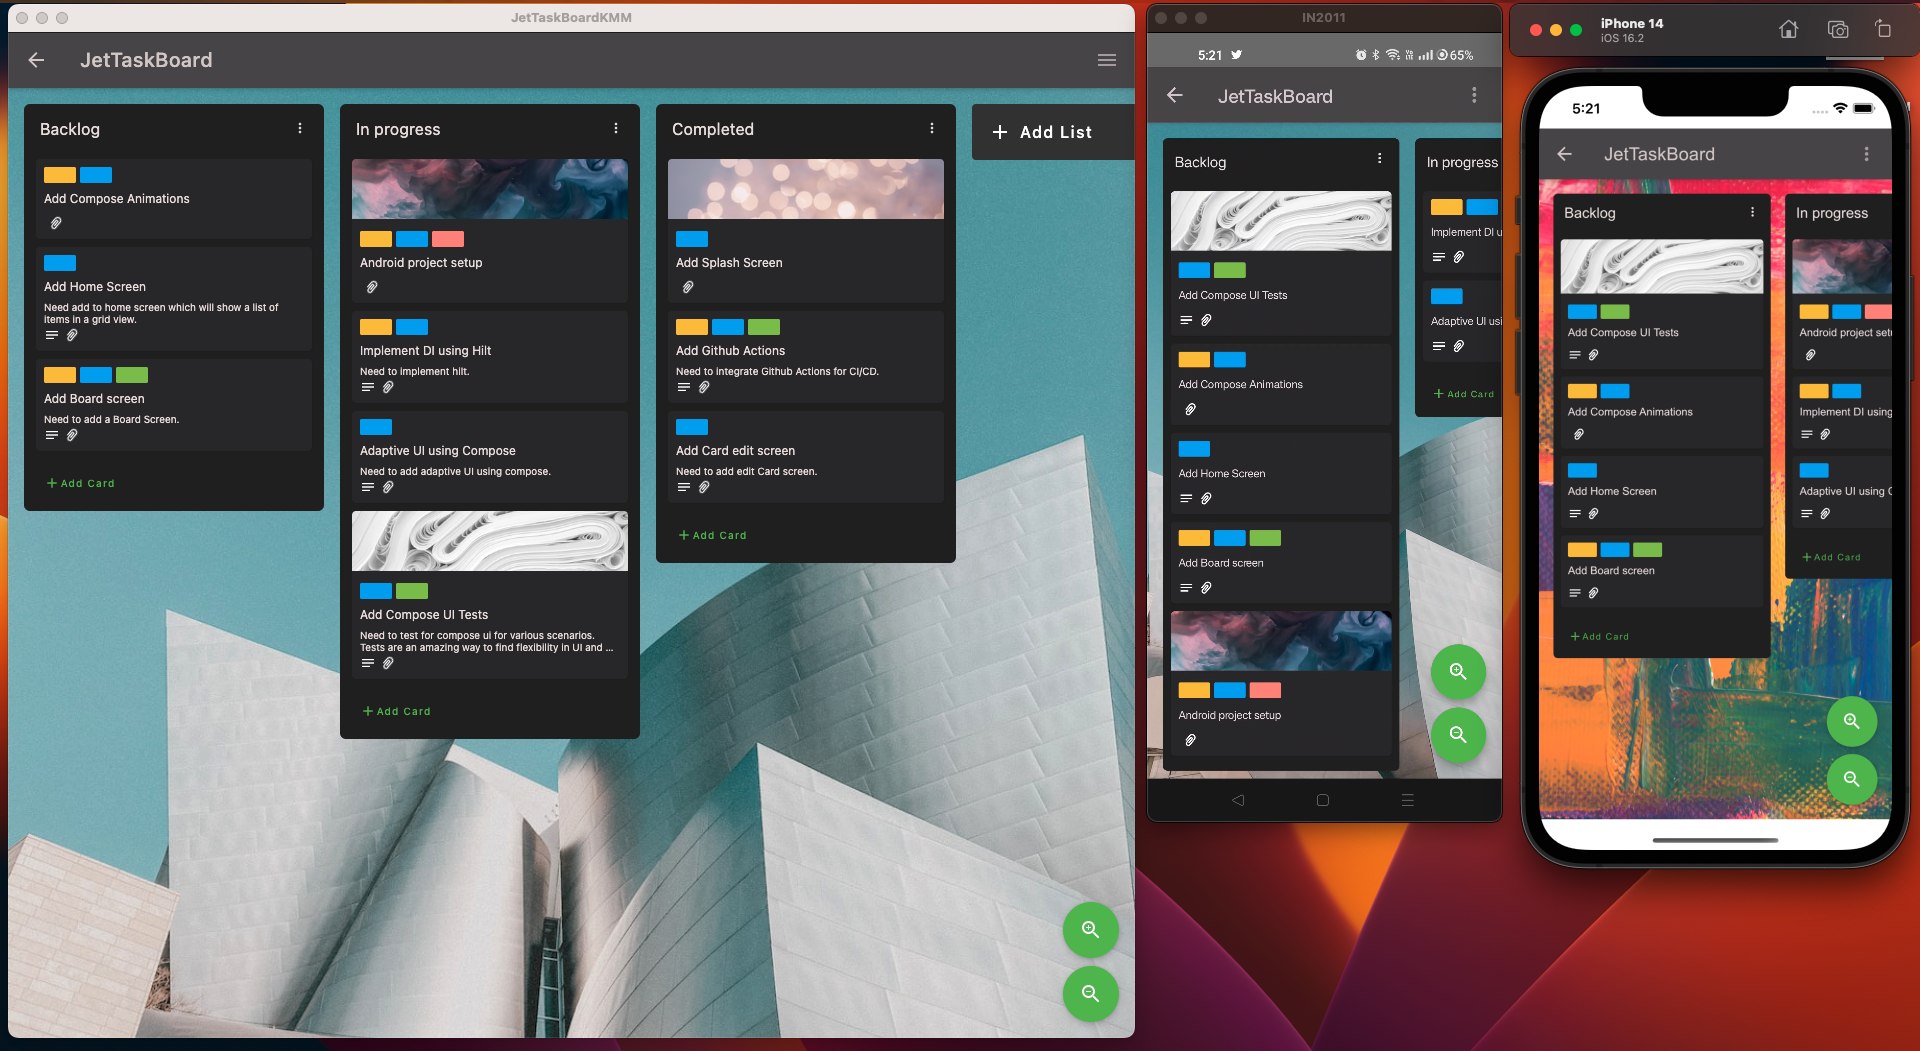 JetTaskBoardKMM
JetTaskBoard
Backlog
Add Compose Animations
Add Home Screen
Need add to home screen which will show a list of
items in a grid view.
Add Board screen
Need to add a Board Screen.
Add Card
In progress
Android project setup
Implement DI using Hilt
Need to implement hilt.
Adaptive UI using Compose
Need to add adaptive UI using compose.
Add Compose UI Tests
Need to test for compose ui for various scenarios.
Tests are an amazing way to find flexibility in UI and ...
Add Card
Completed
Add Splash Screen
Add Github Actions
Need to integrate Github Actions for CI/CD.
Add Card edit screen
Need to add edit Card screen.
Add Card
Add List
IN2011
5:21
65%
JetTaskBoard
Backlog
Add Compose UI Tests
Add Compose Animations
Add Home Screen
Add Board screen
Android project setup
In progress
Implement DI u
Adaptive UI usi
Add Card
iPhone 14
iOS 16.2
5:21
JetTaskBoard
Backlog
Add Compose UI Tests
Add Compose Animations
Add Home Screen
Add Board screen
Add Card
In progress
Android project set
Implement DI using
Adaptive UI using C
Add Card